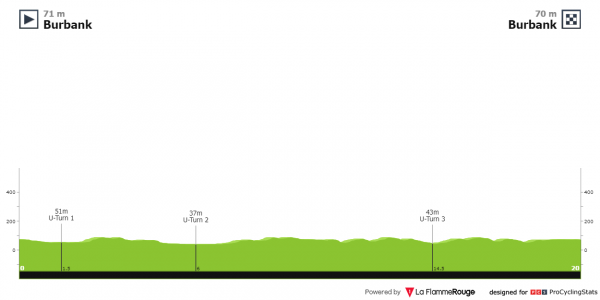 71 m
Burbank
70 m
Burbank
400
200
0
400
200
0
51m
U-Turn 1
37m
U-Turn 2
43m
U-Turn 3
0
1.5
6
14.5
20
Powered by La FlammeRouge
designed for PCS ProCyclingStats